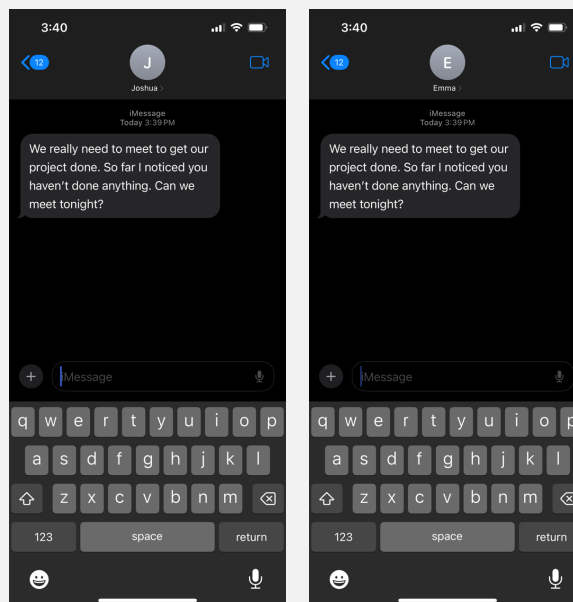 3:40
12
J
Joshua
iMessage
Today 3:39 PM
We really need to meet to get our
project done. So far I noticed you
haven't done anything. Can we
meet tonight?
iMessage
q w e r t y u i o p
a s d f g h j k l
z x c v b n m
123 space return
3:40
12
E
Emma
iMessage
Today 3:39 PM
We really need to meet to get our
project done. So far I noticed you
haven't done anything. Can we
meet tonight?
iMessage
q w e r t y u i o p
a s d f g h j k l
z x c v b n m
123 space return